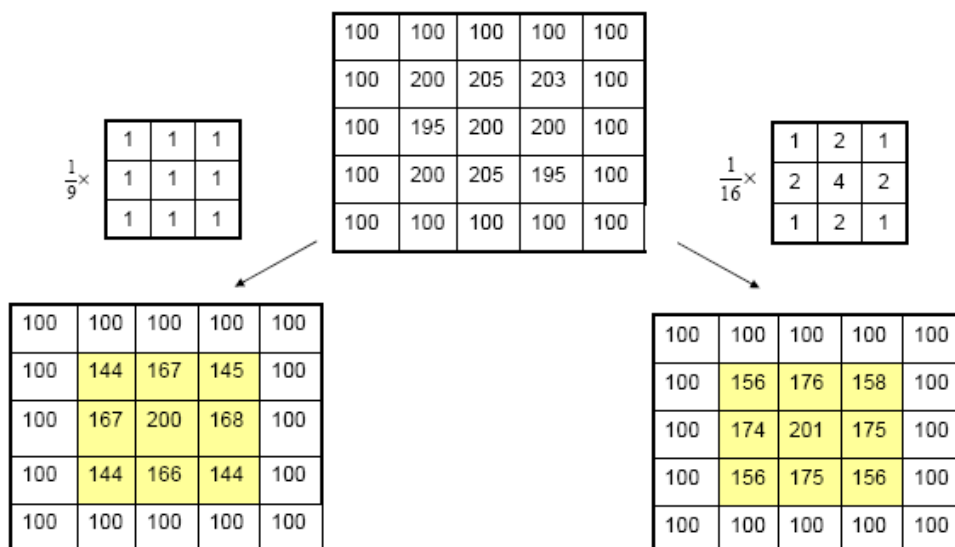 100 100 100 100 100
100 200 205 203 100
100 195 200 200 100
100 200 205 195 100
100 100 100 100 100
1/9 ×
1 1 1
1 1 1
1 1 1
1/16 ×
1 2 1
2 4 2
1 2 1
100 100 100 100 100
100 144 167 145 100
100 167 200 168 100
100 144 166 144 100
100 100 100 100 100
100 100 100 100 100
100 156 176 158 100
100 174 201 175 100
100 156 175 156 100
100 100 100 100 100